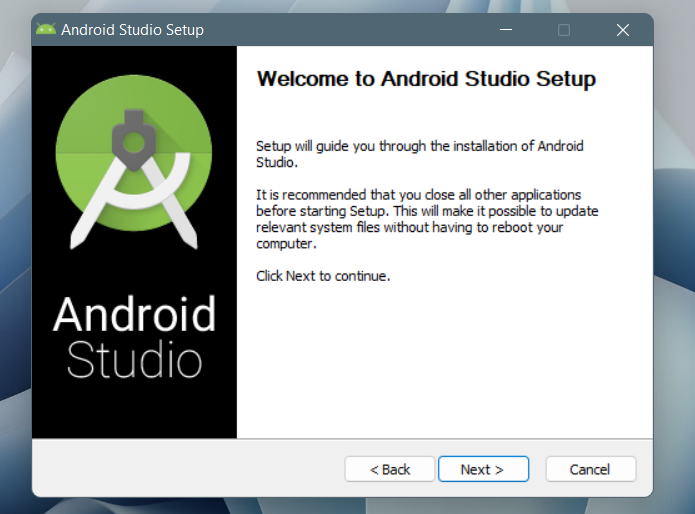 Android Studio Setup
Welcome to Android Studio Setup
Setup will guide you through the installation of Android
Studio.
It is recommended that you close all other applications
before starting Setup. This will make it possible to update
relevant system files without having to reboot your
computer.
Click Next to continue.
Android
Studio
< Back
Next >
Cancel